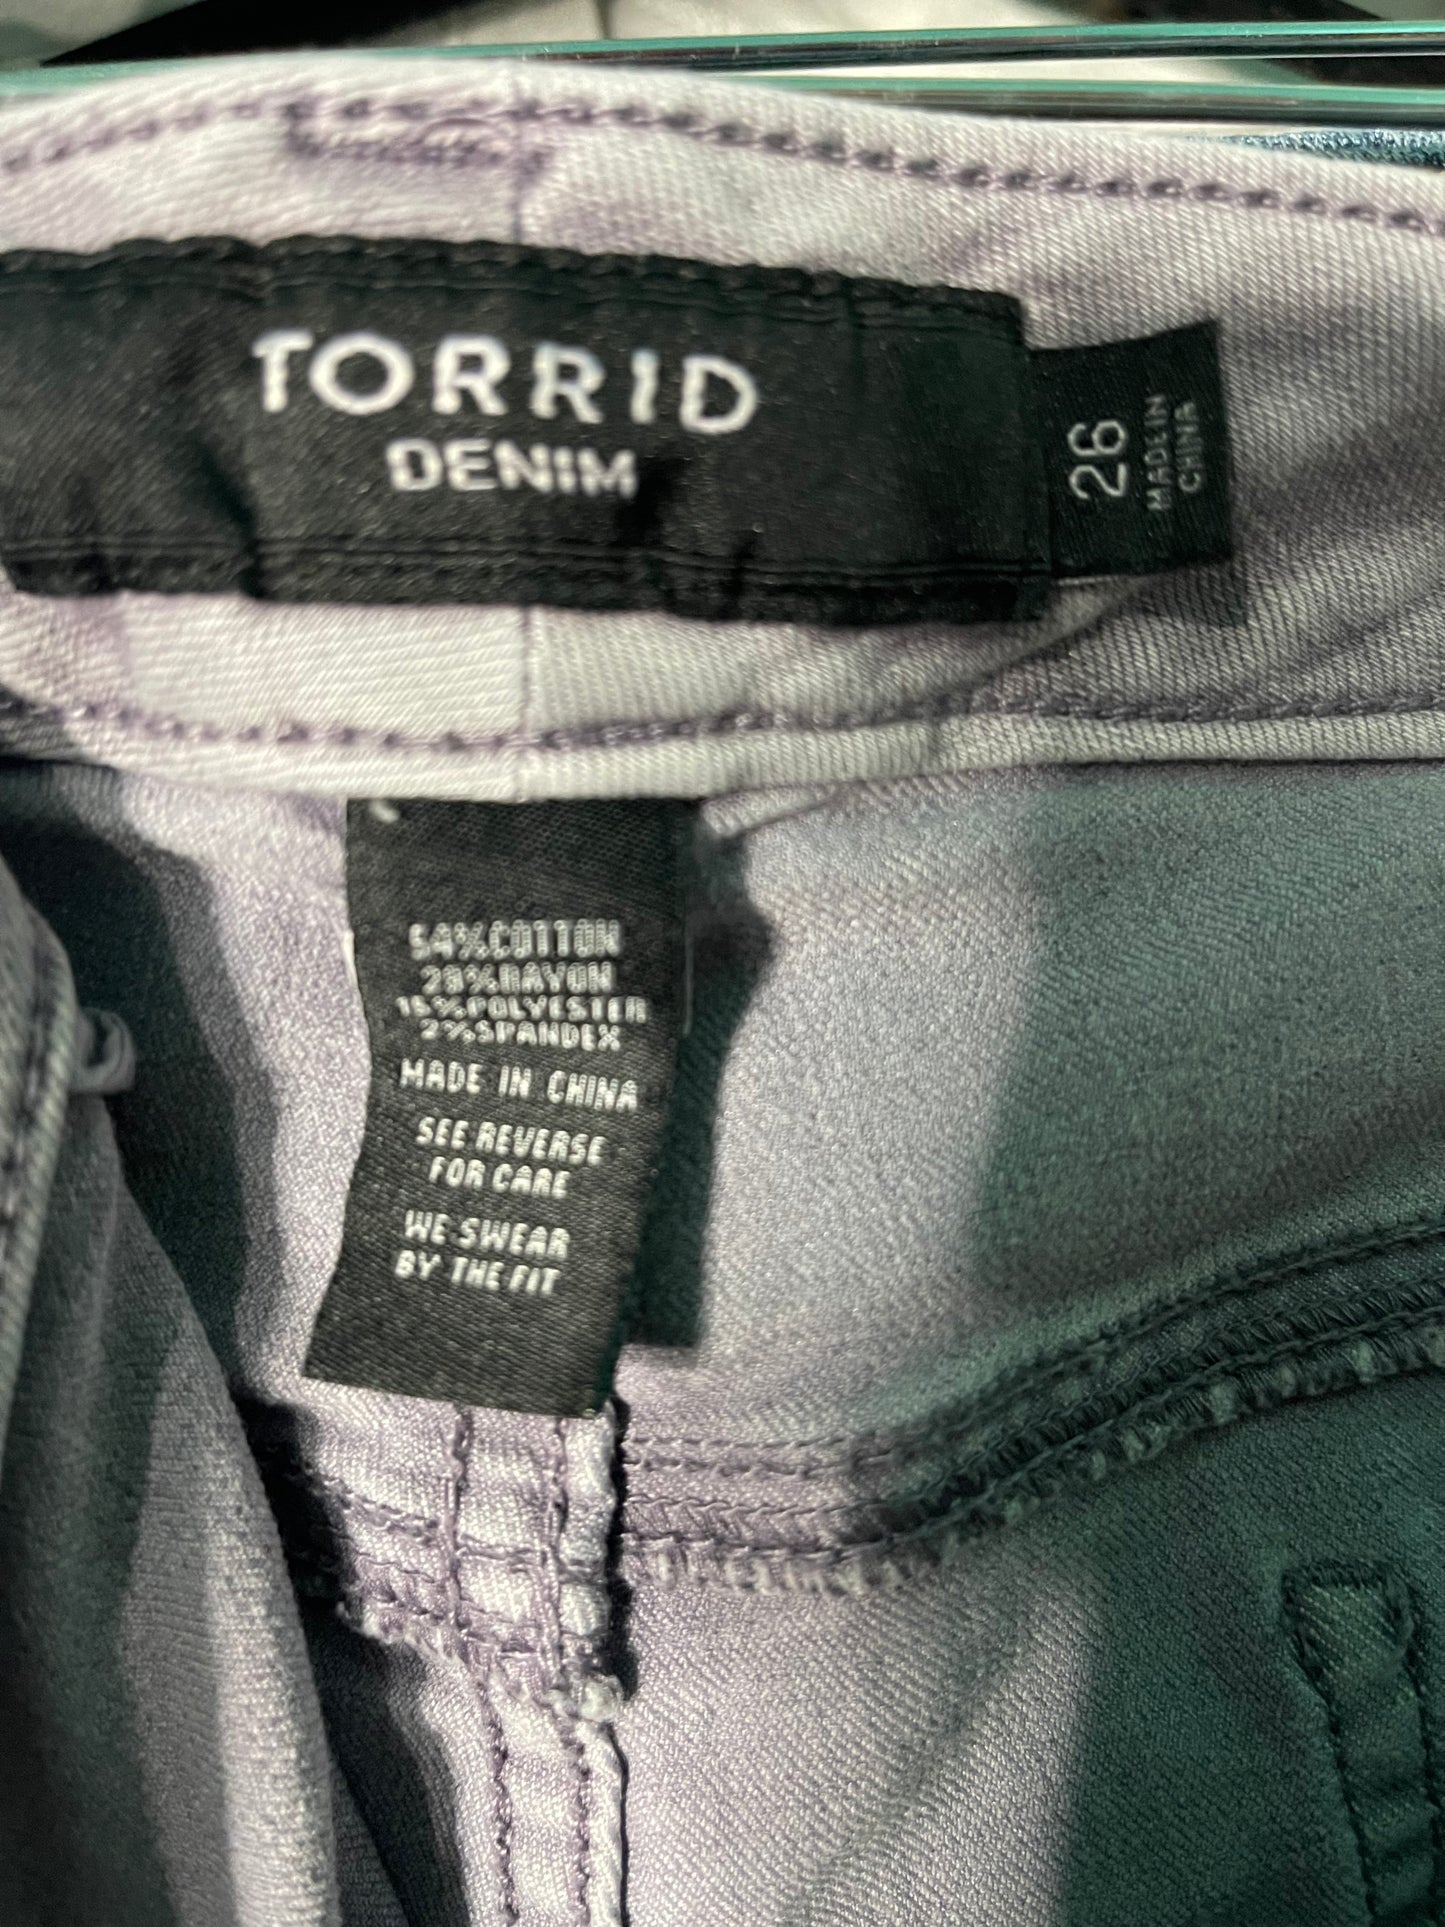 TORRID
DENIM
26
MADE IN
CHINA
54%COTTON
29%RAYON
15%POLYESTER
2%SPANDEX
MADE IN CHINA
SEE REVERSE
FOR CARE
WE SWEAR
BY THE FIT